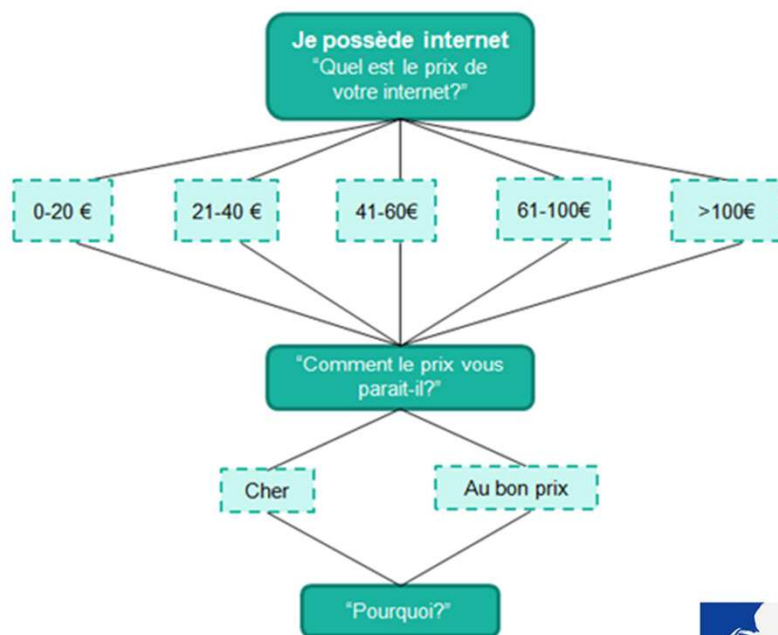 Je possède internet
“Quel est le prix de
votre internet?”
0-20 €
21-40 €
41-60€
61-100€
>100€
“Comment le prix vous
parait-il?”
Cher
Au bon prix
“Pourquoi?”